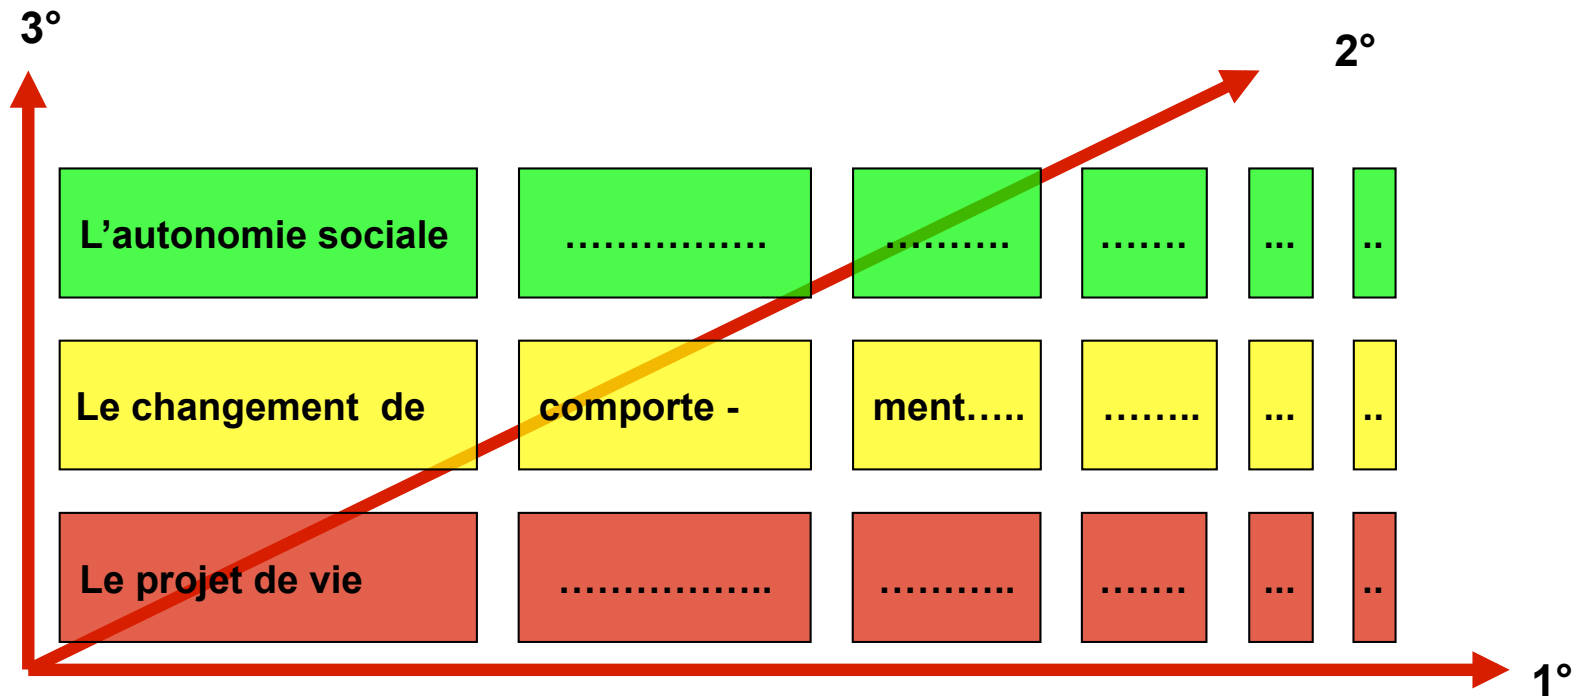 3°
2°
L’autonomie sociale ……………. ………. ……. ... ..
Le changement  de comporte - ment….. …….. ... ..
Le projet de vie …………….. ……….. ……. ... ..
1°